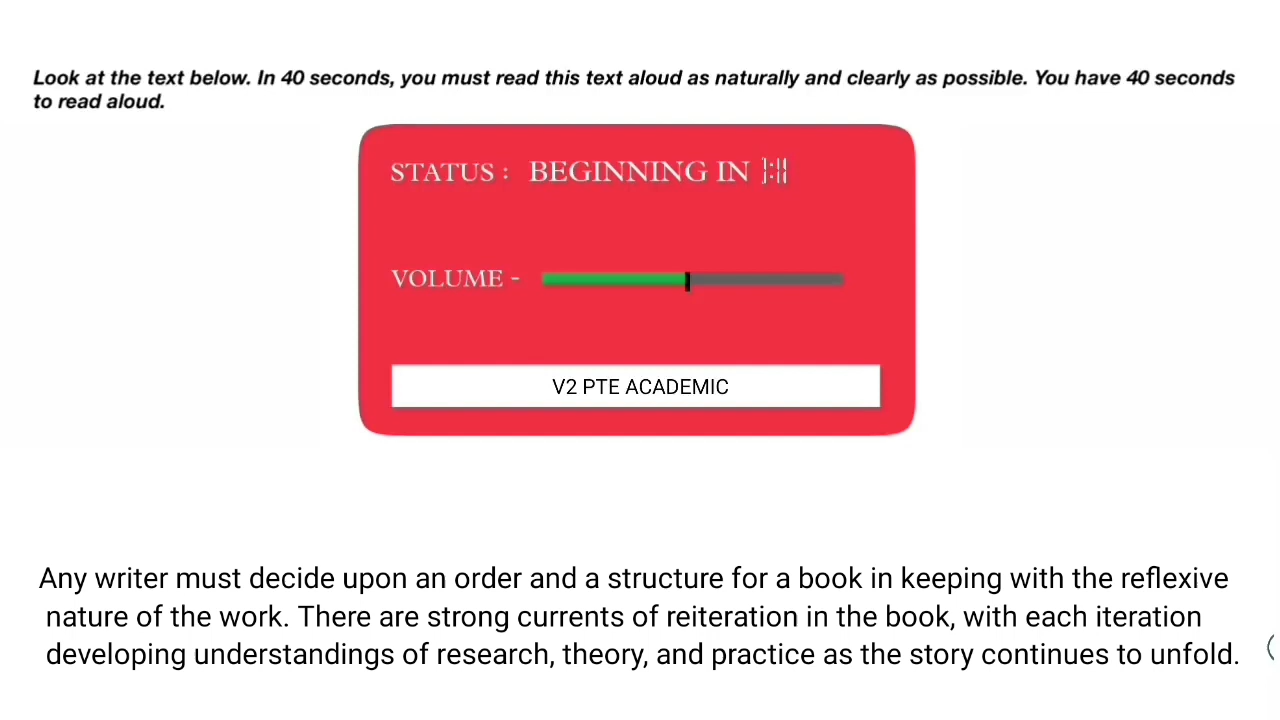 Look at the text below. In 40 seconds, you must read this text aloud as naturally and clearly as possible. You have 40 seconds
to read aloud.
STATUS : BEGINNING IN
VOLUME -
V2 PTE ACADEMIC
Any writer must decide upon an order and a structure for a book in keeping with the reflexive
nature of the work. There are strong currents of reiteration in the book, with each iteration
developing understandings of research, theory, and practice as the story continues to unfold.